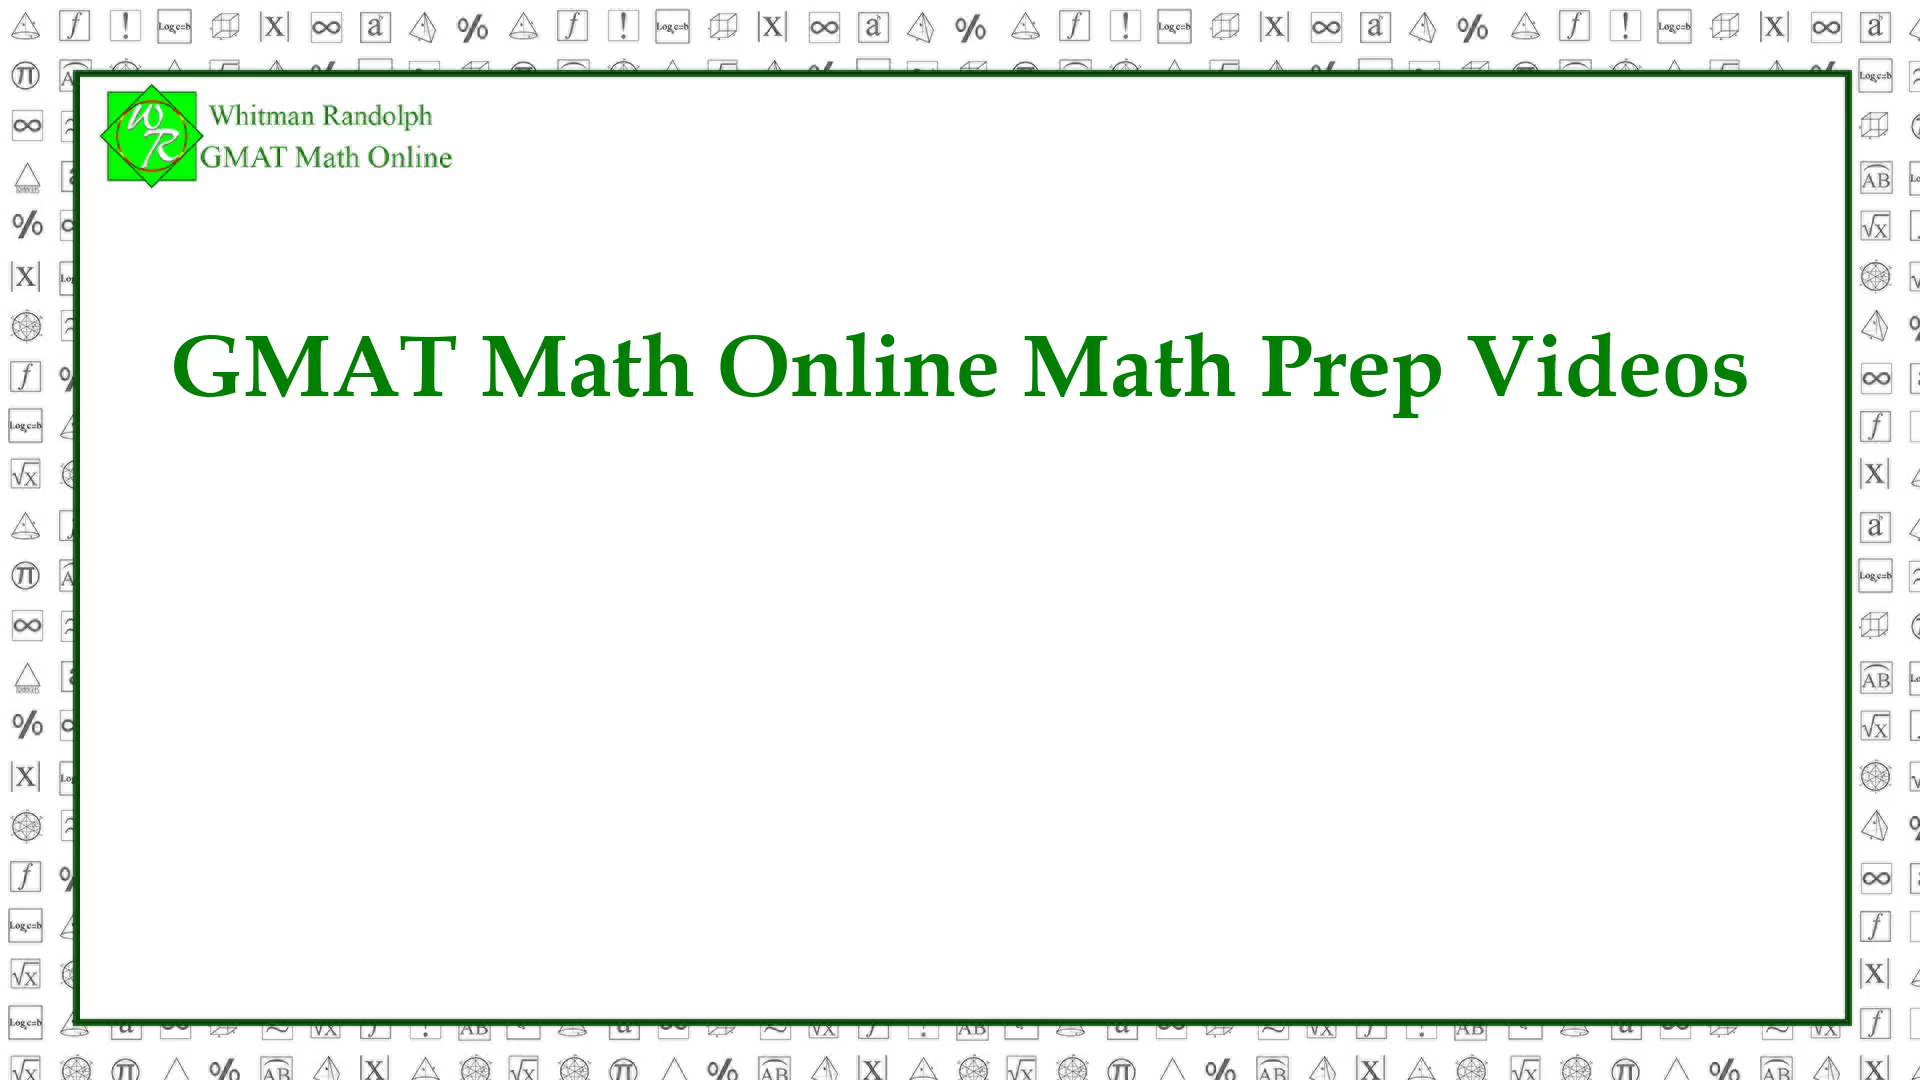 Whitman Randolph
GMAT Math Online
GMAT Math Online Math Prep Videos